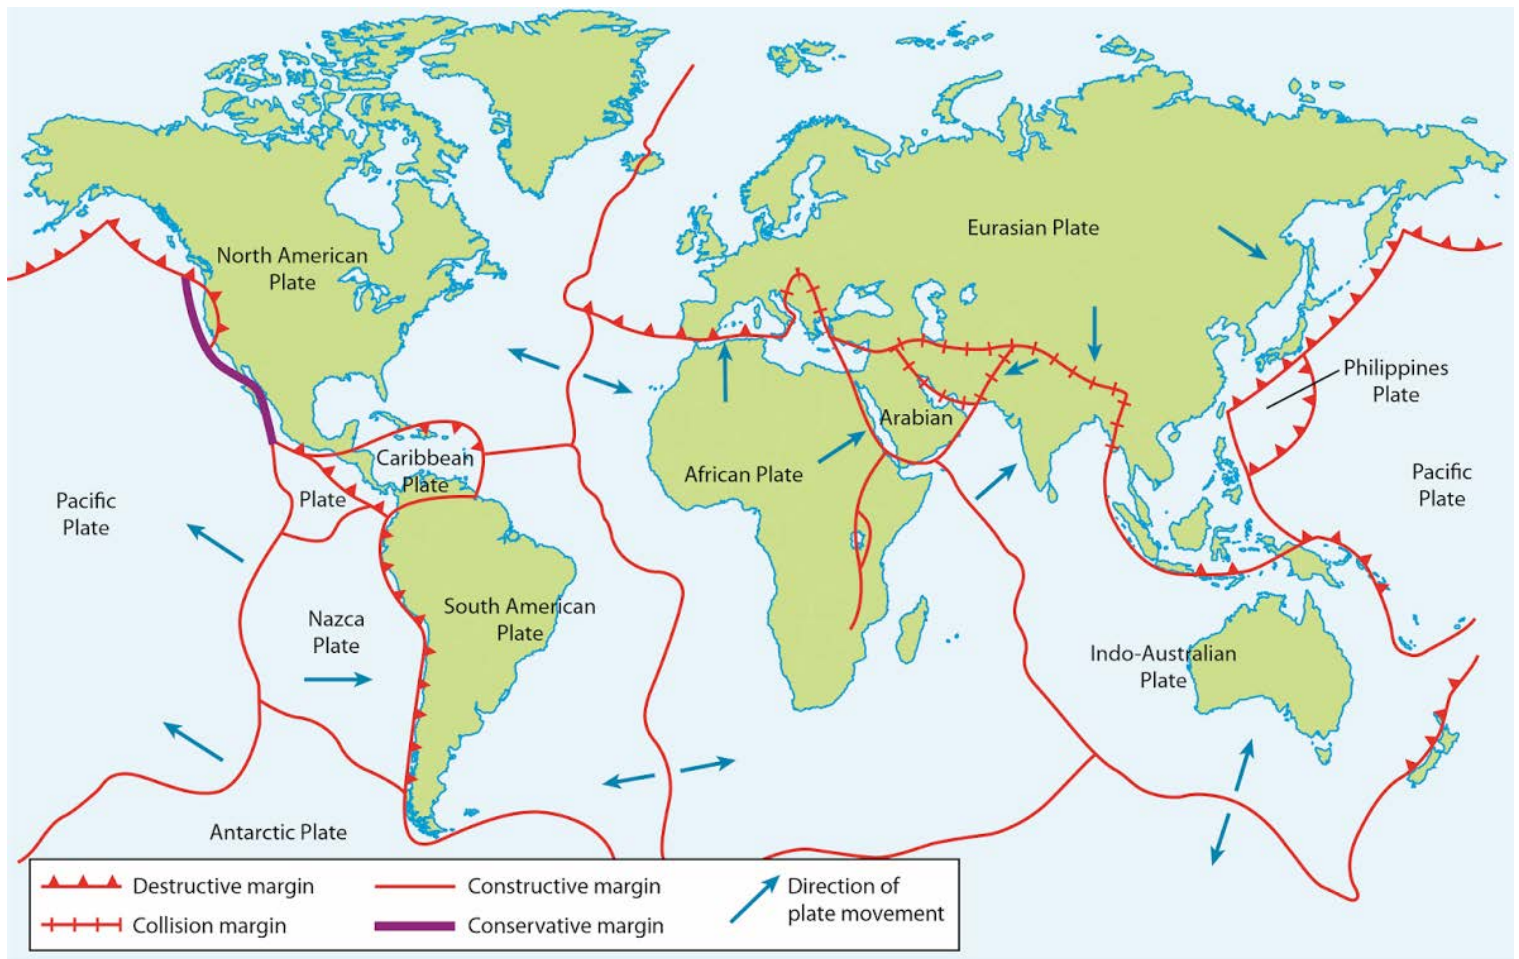 North American
Plate
Eurasian Plate
Philippines
Plate
Arabian
Caribbean
Plate
African Plate
Pacific
Plate
Plate
Pacific
Plate
South American
Plate
Nazca
Plate
Indo-Australian
Plate
Antarctic Plate
Destructive margin
Constructive margin
Direction of
plate movement
Collision margin
Conservative margin